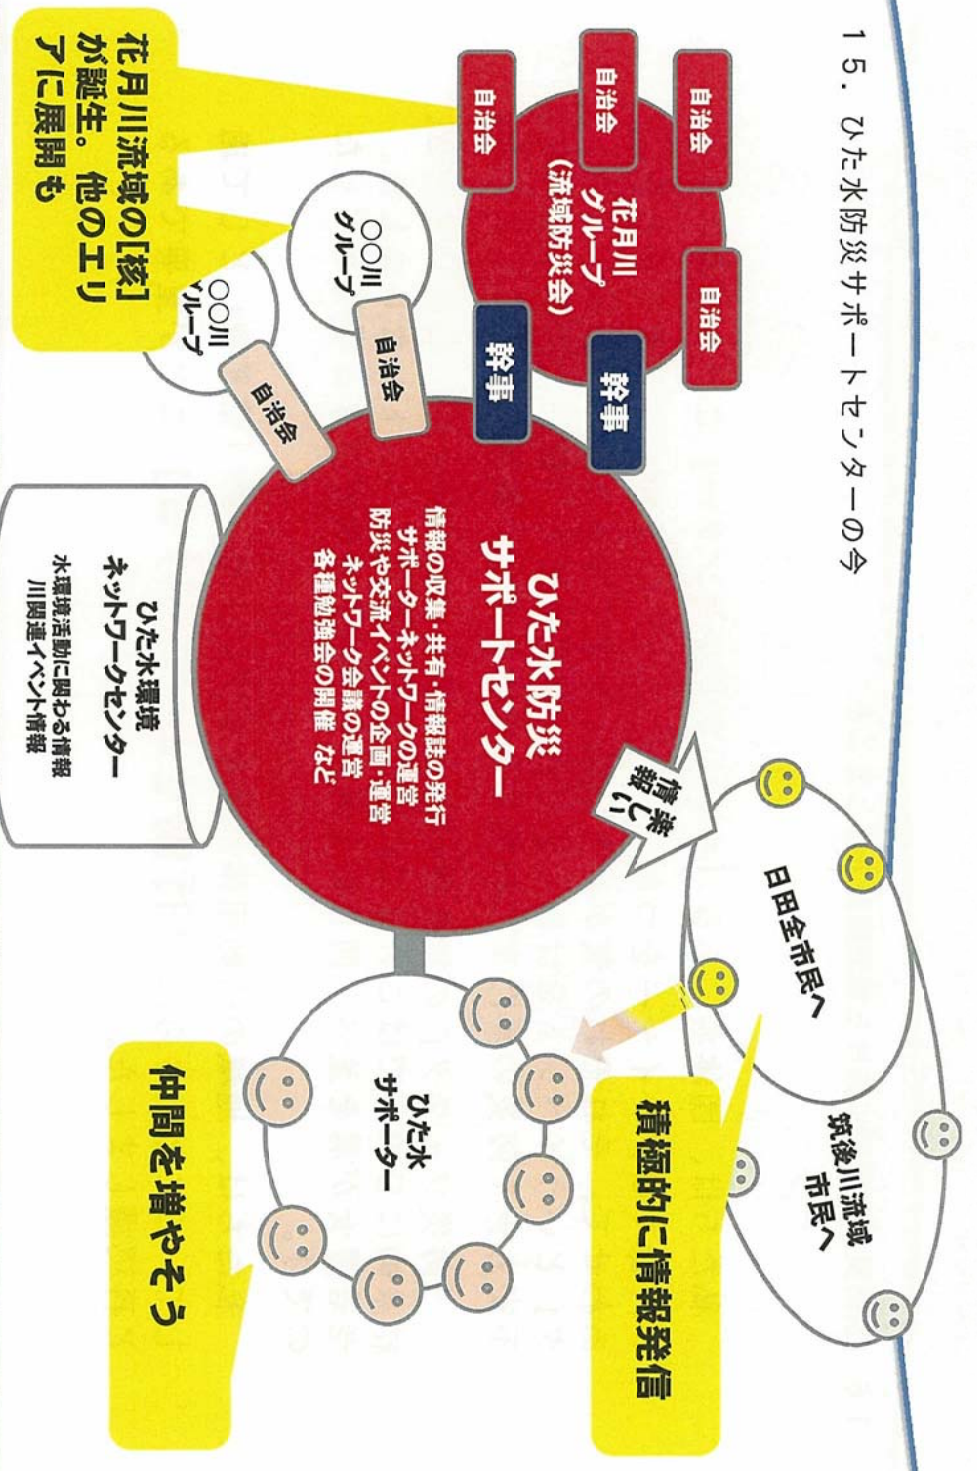 15. ひた水防災サポートセンターの今
自治会
自治会
自治会
自治会
花月川
グループ
(流域防災会)
幹事
幹事
〇〇川
グループ
自治会
〇〇川
グループ
自治会
花月川流域の[核]
が誕生。他のエリ
アに展開も
ひた水防災
サポートセンター
情報の収集・共有・情報誌の発行
サポーターネットワークの運営
防災や交流イベントの企画・運営
ネットワーク会議の運営
各種勉強会の開催 など
ひた水環境
ネットワークセンター
水環境活動に関わる情報
川関連イベント情報
楽しい
情報
日田全市民へ
筑後川流域
市民へ
積極的に情報発信
ひた水
サポーター
仲間を増やそう